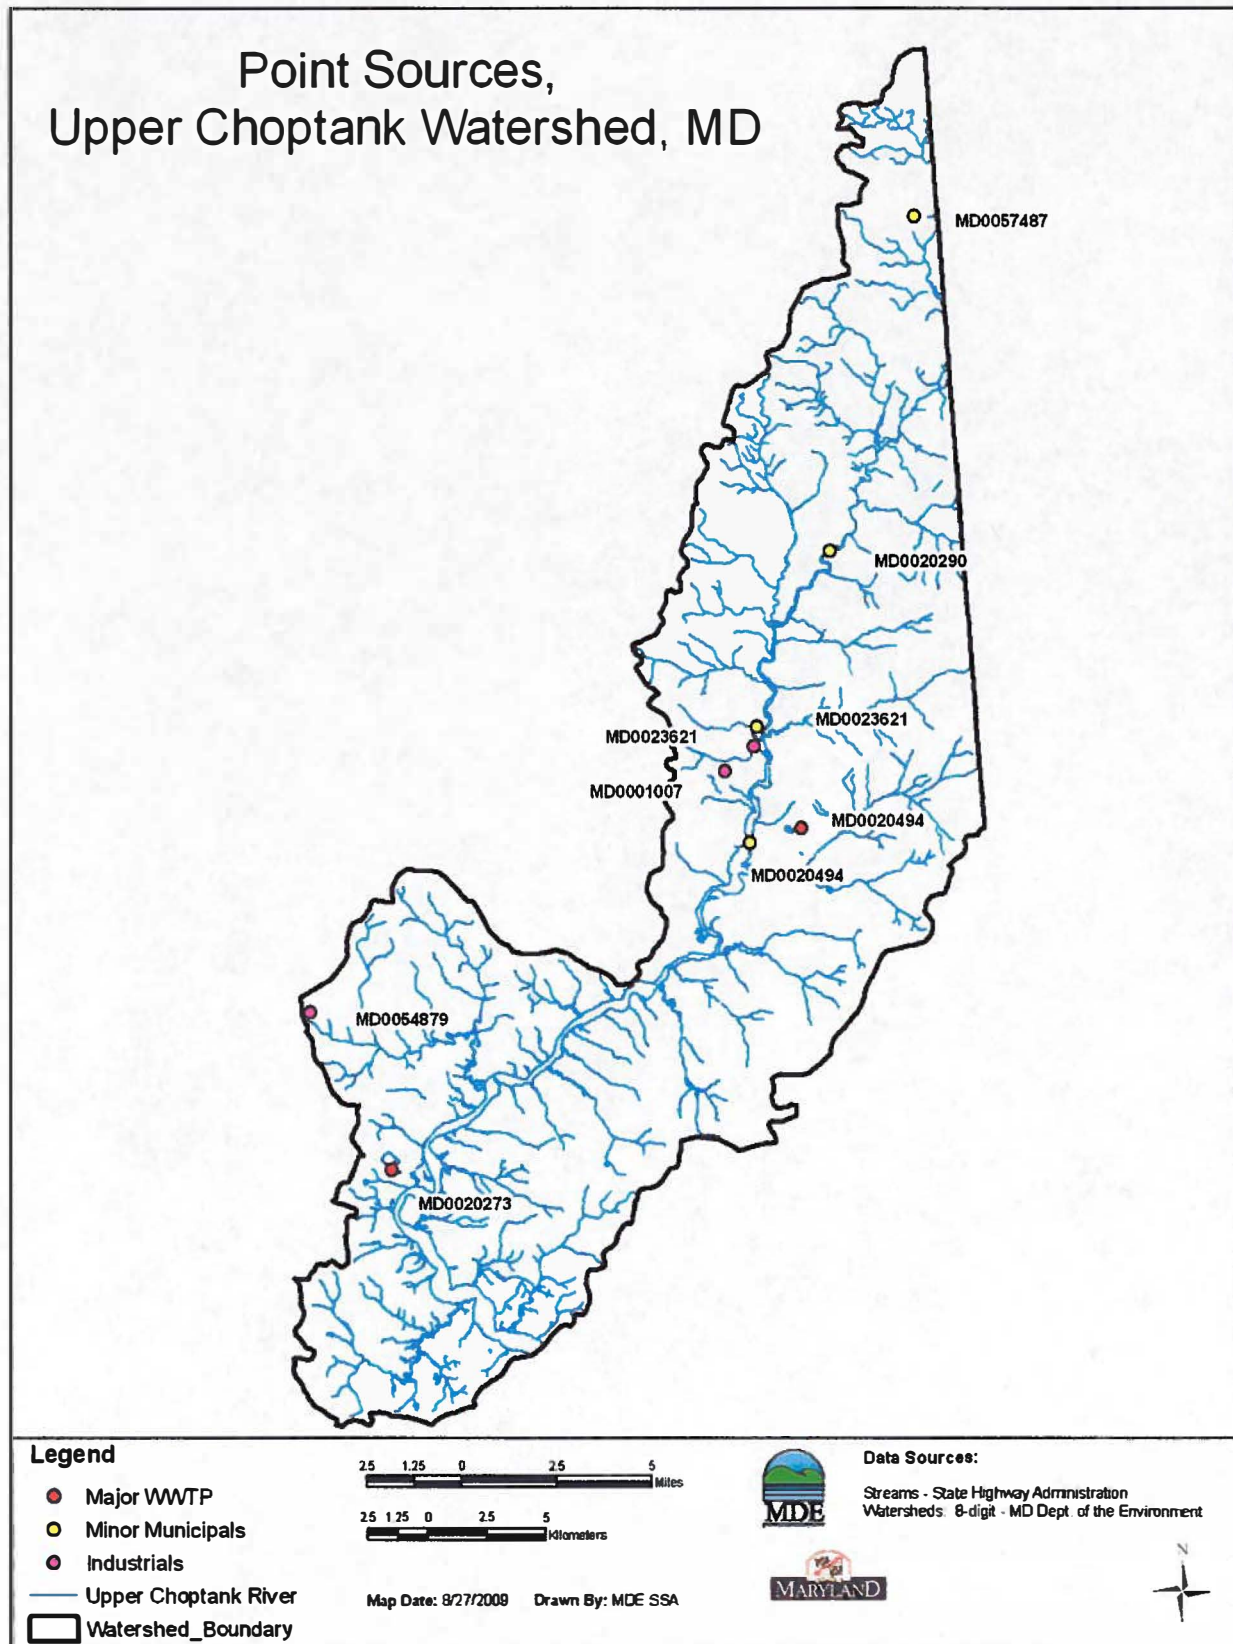 Point Sources,
Upper Choptank Watershed, MD
MD0057487
MD0020290
MD0023621
MD0023621
MD0001007
MD0020494
MD0020494
MD0054879
MD0020273
Legend
Major WWTP
Minor Municipals
Industrials
Upper Choptank River
Watershed_Boundary
2.5 1.25 0 2.5 5
Miles
2.5 1.25 0 2.5 5
Kilometers
Map Date: 8/27/2009 Drawn By: MDE SSA
MDE
MARYLAND
Data Sources:
Streams - State Highway Administration
Watersheds: 8-digit - MD Dept. of the Environment
N